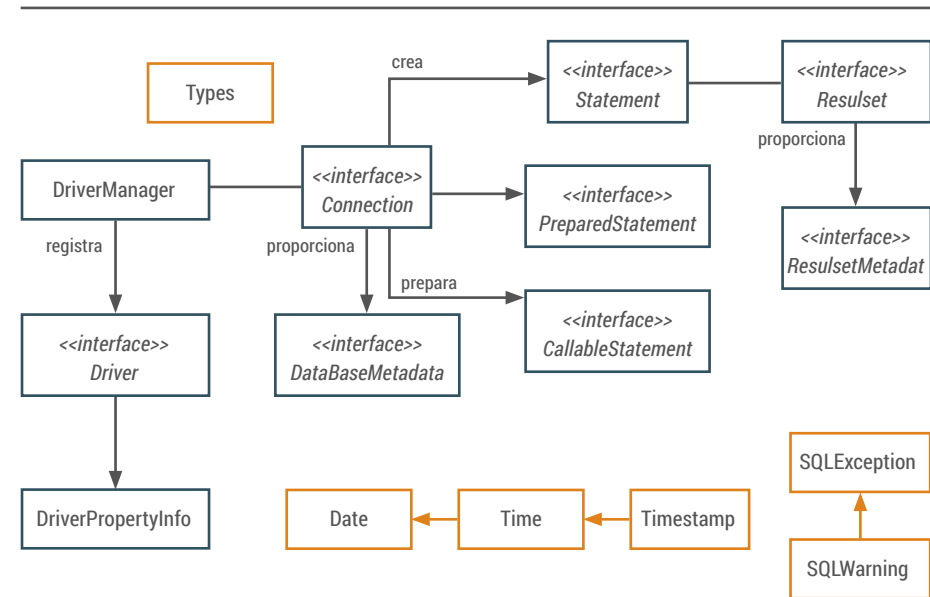 crea
Types
<<interface>>
Statement
<<interface>>
Resulset
proporciona
DriverManager
<<interface>>
Connection
<<interface>>
PreparedStatement
registra
proporciona
<<interface>>
ResulsetMetadat
prepara
<<interface>>
Driver
<<interface>>
DataBaseMetadata
<<interface>>
CallableStatement
SQLException
DriverPropertyInfo
Date
Time
Timestamp
SQLWarning